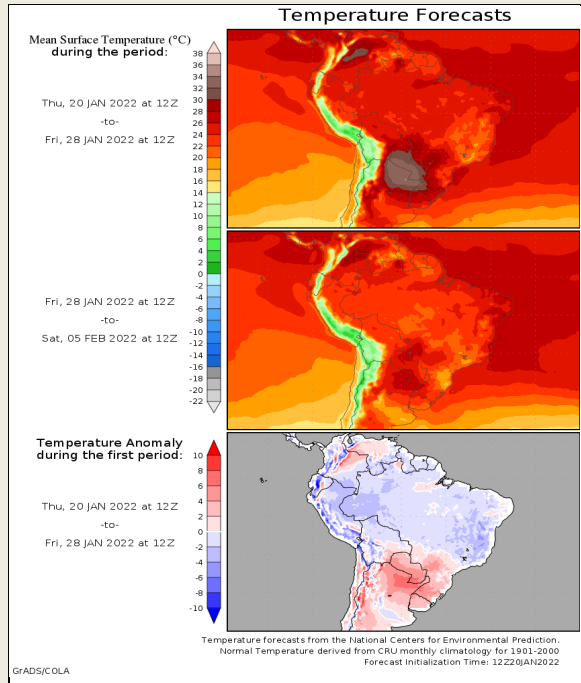 Temperature Forecasts
Mean Surface Temperature (°C)
during the period:
Thu, 20 JAN 2022 at 12Z
-to-
Fri, 28 JAN 2022 at 12Z
38
36
34
32
30
28
26
24
22
20
18
16
14
12
10
8
6
4
2
0
-2
-4
-6
-8
-10
-12
-14
-16
-18
-20
-22
Fri, 28 JAN 2022 at 12Z
-to-
Sat, 05 FEB 2022 at 12Z
Temperature Anomaly
during the first period:
Thu, 20 JAN 2022 at 12Z
-to-
Fri, 28 JAN 2022 at 12Z
10
8
6
4
2
0
-2
-4
-6
-8
-10
Temperature forecasts from the National Centers for Environmental Prediction.
Normal Temperature derived from CRU monthly climatology for 1901-2000
Forecast Initialization Time: 12Z20JAN2022
GrADS/COLA